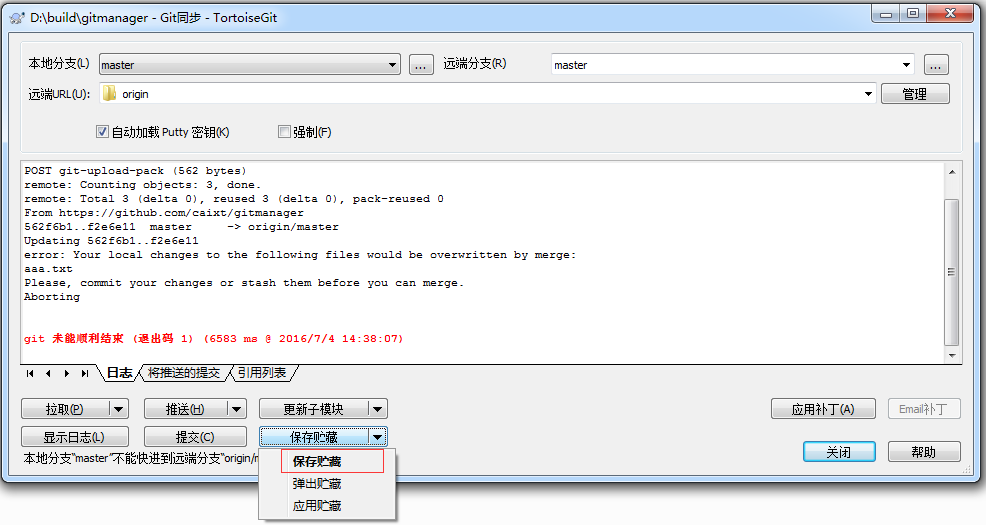 D:\build\gitmanager - Git同步 - TortoiseGit
本地分支(L) master ... 远端分支(R) master ...
远端URL(U): origin 管理
自动加载 Putty 密钥(K) 强制(F)
POST git-upload-pack (562 bytes)
remote: Counting objects: 3, done.
remote: Total 3 (delta 0), reused 3 (delta 0), pack-reused 0
From https://github.com/caixt/gitmanager
562f6b1..f2e6e11  master     -> origin/master
Updating 562f6b1..f2e6e11
error: Your local changes to the following files would be overwritten by merge:
aaa.txt
Please, commit your changes or stash them before you can merge.
Aborting
git 未能顺利结束 (退出码 1) (6583 ms @ 2016/7/4 14:38:07)
日志 将推送的提交 引用列表
拉取(P) 推送(H) 更新子模块 应用补丁(A) Email补丁
显示日志(L) 提交(C) 保存贮藏 关闭 帮助
本地分支"master"不能快进到远端分支"origin/
保存贮藏
弹出贮藏
应用贮藏